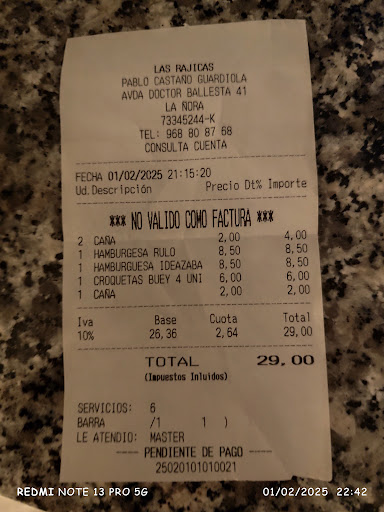 LAS RAJICAS
PABLO CASTAÑO GUARDIOLA
AVDA DOCTOR BALLESTA 41
LA ÑORA
73345244-K
TEL: 968 80 87 68
CONSULTA CUENTA
FECHA 01/02/2025 21:15:20
Ud. Descripción Precio Dt% Importe
*** NO VALIDO COMO FACTURA ***
2 CAÑA 2,00 4,00
1 HAMBURGESA RULO 8,50 8,50
1 HAMBURGUESA IDEAZABA 8,50 8,50
1 CROQUETAS BUEY 4 UNI 6,00 6,00
1 CAÑA 2,00 2,00
Iva Base Cuota Total
10% 26,36 2,64 29,00
TOTAL 29,00
(Impuestos Inluidos)
SERVICIOS: 6
BARRA /1 1 )
LE ATENDIO: MASTER
------ PENDIENTE DE PAGO ------
25020101010021
REDMI NOTE 13 PRO 5G 01/02/2025 22:42